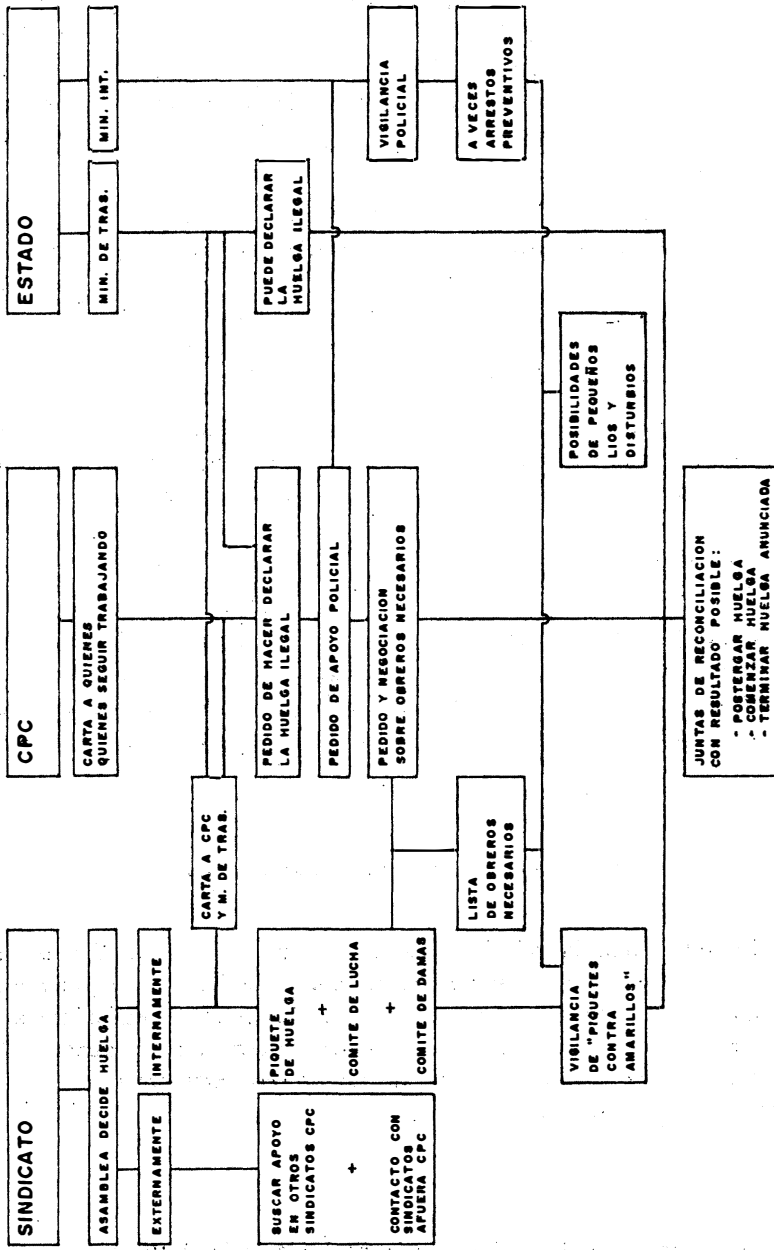 SINDICATO
ASAMBLEA DECIDE HUELGA
EXTERNAMENTE
INTERNAMENTE
BUSCAR APOYO
EN OTROS
SINDICATOS CPC
+
CONTACTO CON
SINDICATOS
AFUERA CPC
PIQUETE
DE HUELGA
+
COMITE DE LUCHA
+
COMITE DE DAMAS
CARTA A CPC
Y M. DE TRAB.
LISTA
DE OBREROS
NECESARIOS
VIGILANCIA
DE "PIQUETES
CONTRA
AMARILLOS"
CPC
CARTA A QUIENES
QUIENES SEGUIR TRABAJANDO
PEDIDO DE HACER DECLARAR
LA HUELGA ILEGAL
PEDIDO DE APOYO POLICIAL
PEDIDO Y NEGOCIACION
SOBRE OBREROS NECESARIOS
POSIBILIDADES
DE PEQUEÑOS
LIOS Y
DISTURBIOS
JUNTAS DE RECONCILIACION
CON RESULTADO POSIBLE:
- POSTERGAR HUELGA
- COMENZAR HUELGA
- TERMINAR HUELGA ANUNCIADA
ESTADO
MIN. DE TRAB.
MIN. INT.
PUEDE DECLARAR
LA
HUELGA ILEGAL
VIGILANCIA
POLICIAL
A VECES
ARRESTOS
PREVENTIVOS